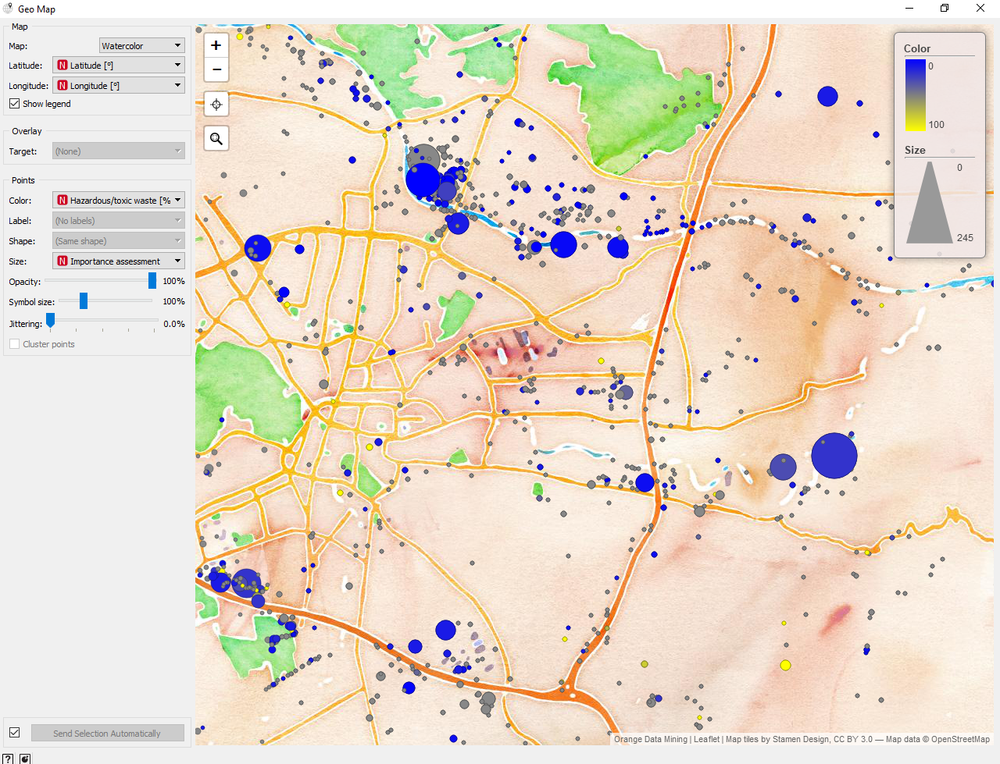 Geo Map
Map
Map: Watercolor
Latitude: N Latitude [°]
Longitude: N Longitude [°]
Show legend
Overlay
Target: (None)
Points
Color: N Hazardous/toxic waste [%
Label: (No labels)
Shape: (Same shape)
Size: N Importance assessment
Opacity: 100%
Symbol size: 100%
Jittering: 0.0%
Cluster points
Send Selection Automatically
?
+
−
Color
0
100
Size
0
245
Orange Data Mining | Leaflet | Map tiles by Stamen Design, CC BY 3.0 — Map data © OpenStreetMap